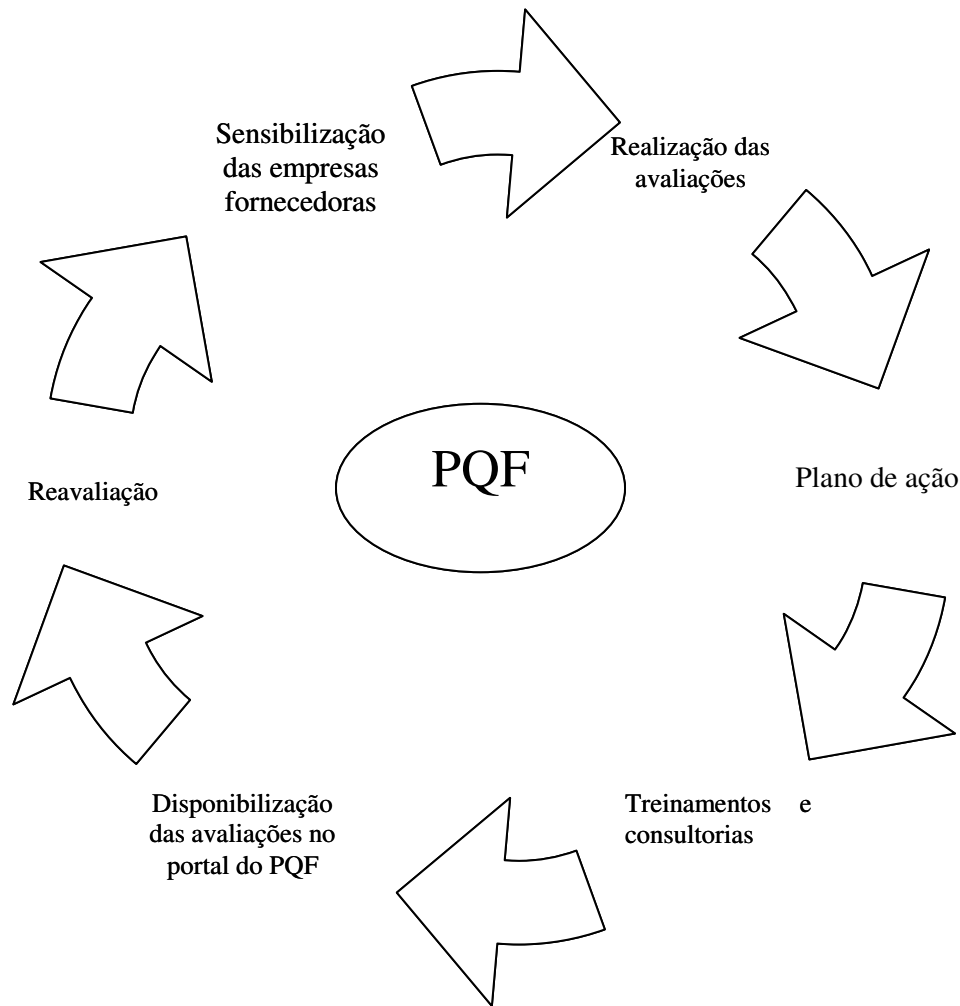 Sensibilização
das empresas
fornecedoras
Realização das
avaliações
PQF
Plano de ação
Reavaliação
Treinamentos e
consultorias
Disponibilização
das avaliações no
portal do PQF